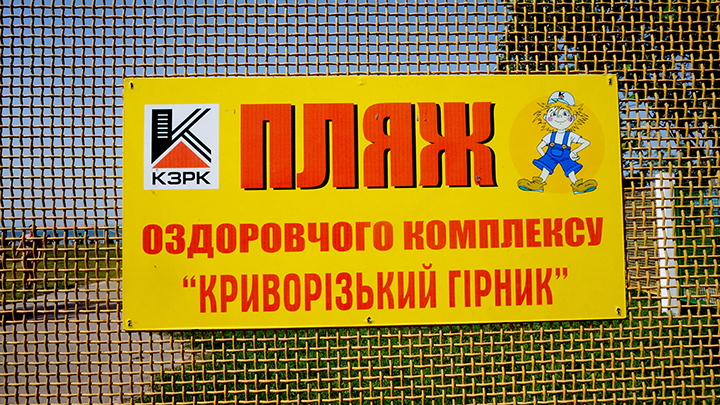 КЗРК
ПЛЯЖ
ОЗДОРОВЧОГО КОМПЛЕКСУ
“КРИВОРІЗЬКИЙ ГІРНИК”